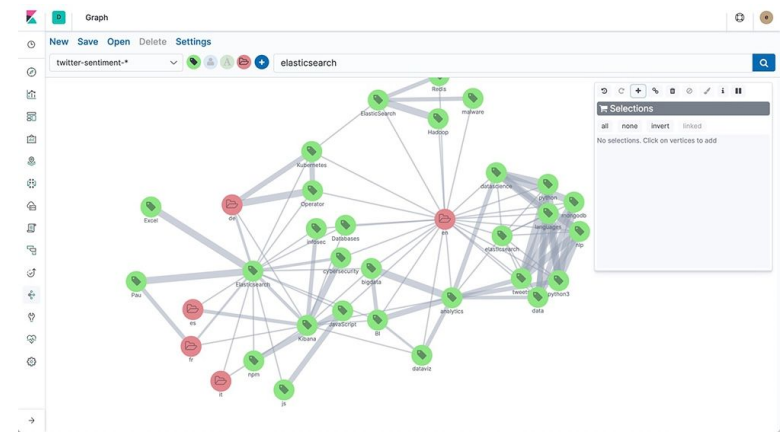 D Graph e
New Save Open Delete Settings
twitter-sentiment-* elasticsearch
Selections
all none invert linked
No selections. Click on vertices to add
Redis
ElasticSearch
malware
Hadoop
Kubernetes
datascience
python
Operator
mongodb
de
Excel
languages
en
infosec
Databases
nlp
elasticsearch
cybersecurity
bigdata
Elasticsearch
Pau
python3
data
analytics
es
JavaScript
BI
Kibana
fr
dataviz
npm
it
js